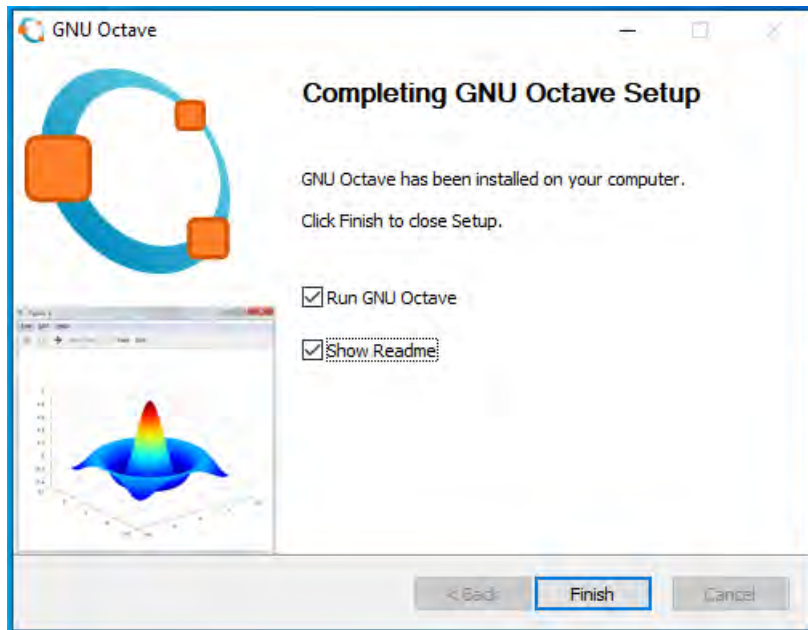 GNU Octave
Completing GNU Octave Setup
GNU Octave has been installed on your computer.
Click Finish to close Setup.
Run GNU Octave
Show Readme
< Back
Finish
Cancel